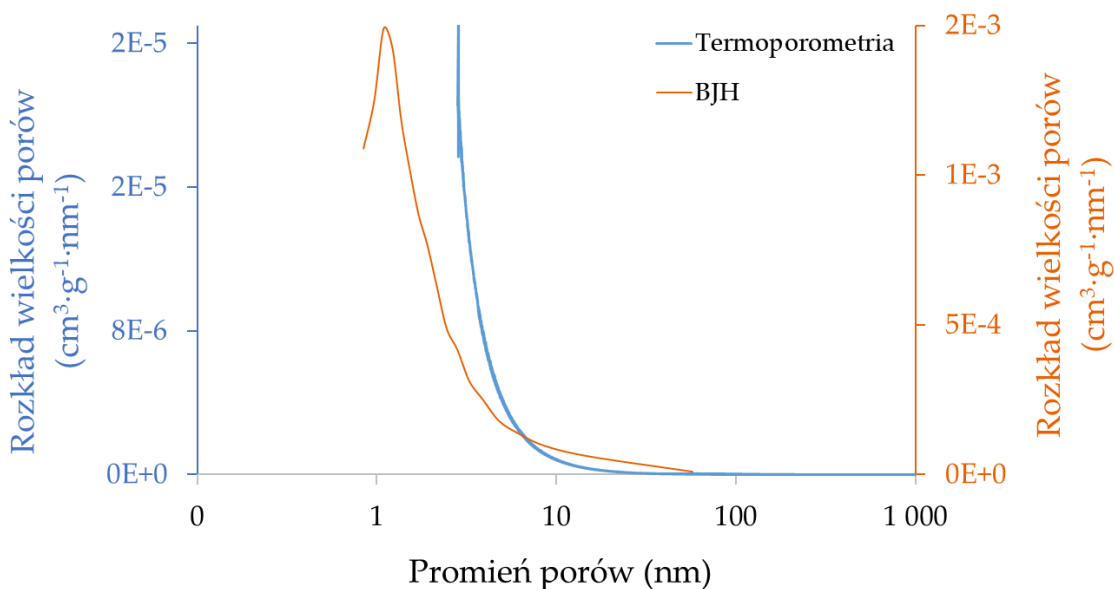 Rozkład wielkości porów
(cm³·g⁻¹·nm⁻¹)
2E-5
2E-5
8E-6
0E+0
Termoporometria
BJH
2E-3
1E-3
5E-4
0E+0
Rozkład wielkości porów
(cm³·g⁻¹·nm⁻¹)
0
1
10
100
1 000
Promień porów (nm)